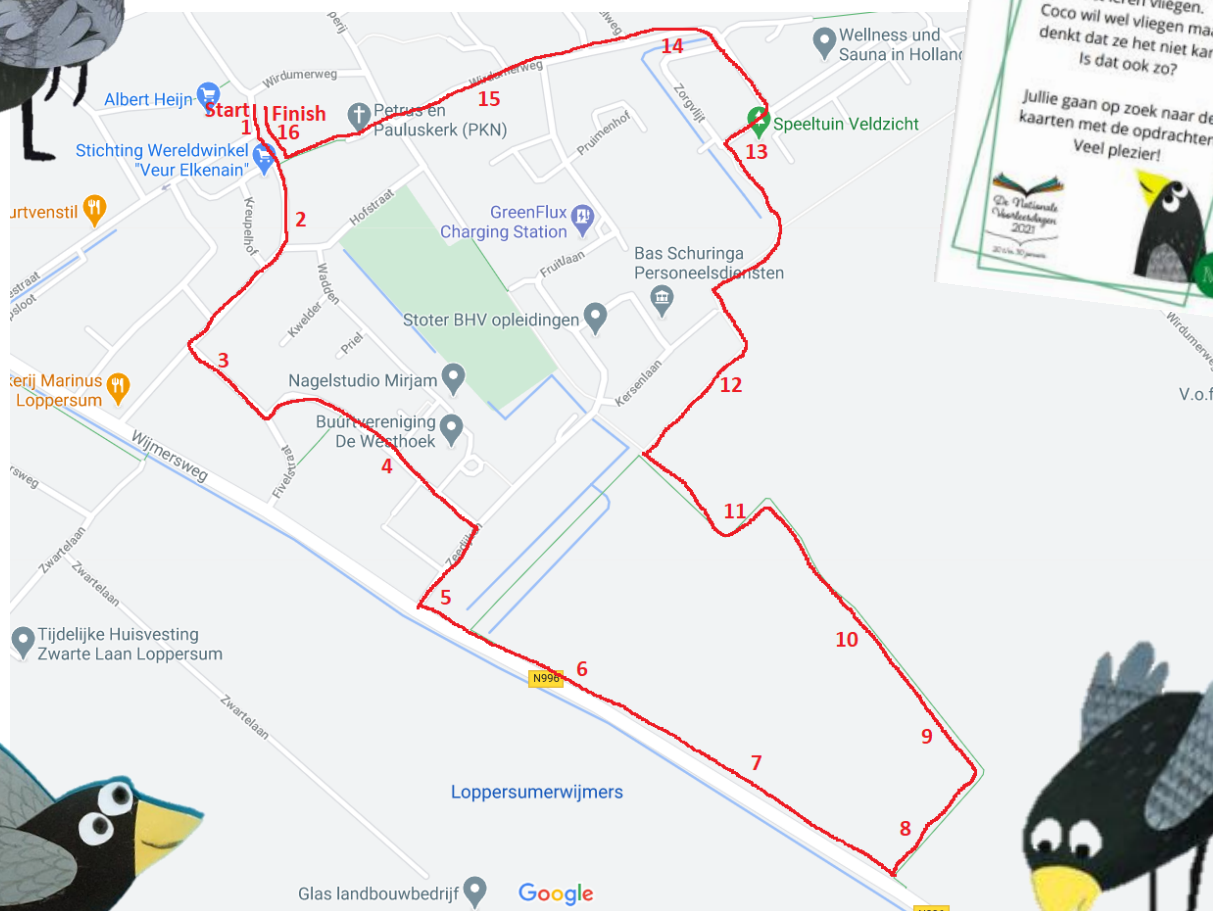 leren vliegen.
Coco wil wel vliegen
denkt dat ze het niet
Is dat ook zo?
Jullie gaan op zoek naar de
kaarten met de opdrachten
Veel plezier!
De Nationale
Voorleesdagen
2021
Wellness und
Sauna in Holland
14
Wirdumerweg
Wirdumerweg
15
Zorgvlijt
Albert Heijn
Start
Finish
1
16
Petrus en
Pauluskerk (PKN)
Speeltuin Veldzicht
13
Pruimenhof
Stichting Wereldwinkel
"Veur Elkenain"
2
Kreupelhof
Hofstraat
GreenFlux
Charging Station
Fruitlaan
Bas Schuringa
Personeelsdiensten
Wadden
Kwelder
Priel
Stoter BHV opleidingen
3
12
Kersenlaan
Nagelstudio Mirjam
Marinus
Loppersum
Buurtvereniging
De Westhoek
4
Wijmersweg
Fivelstraat
11
Zwartelaan
Zwartelaan
5
6
N996
10
Tijdelijke Huisvesting
Zwarte Laan Loppersum
Zwartelaan
9
7
Loppersumerwijmers
8
Glas landbouwbedrijf
Google